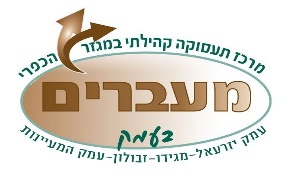 מרכז תעסוקה קהילתי במגזר הכפרי
מעברים
בעמק
עמק יזרעאל-מגידו-זבולון-עמק המעיינות